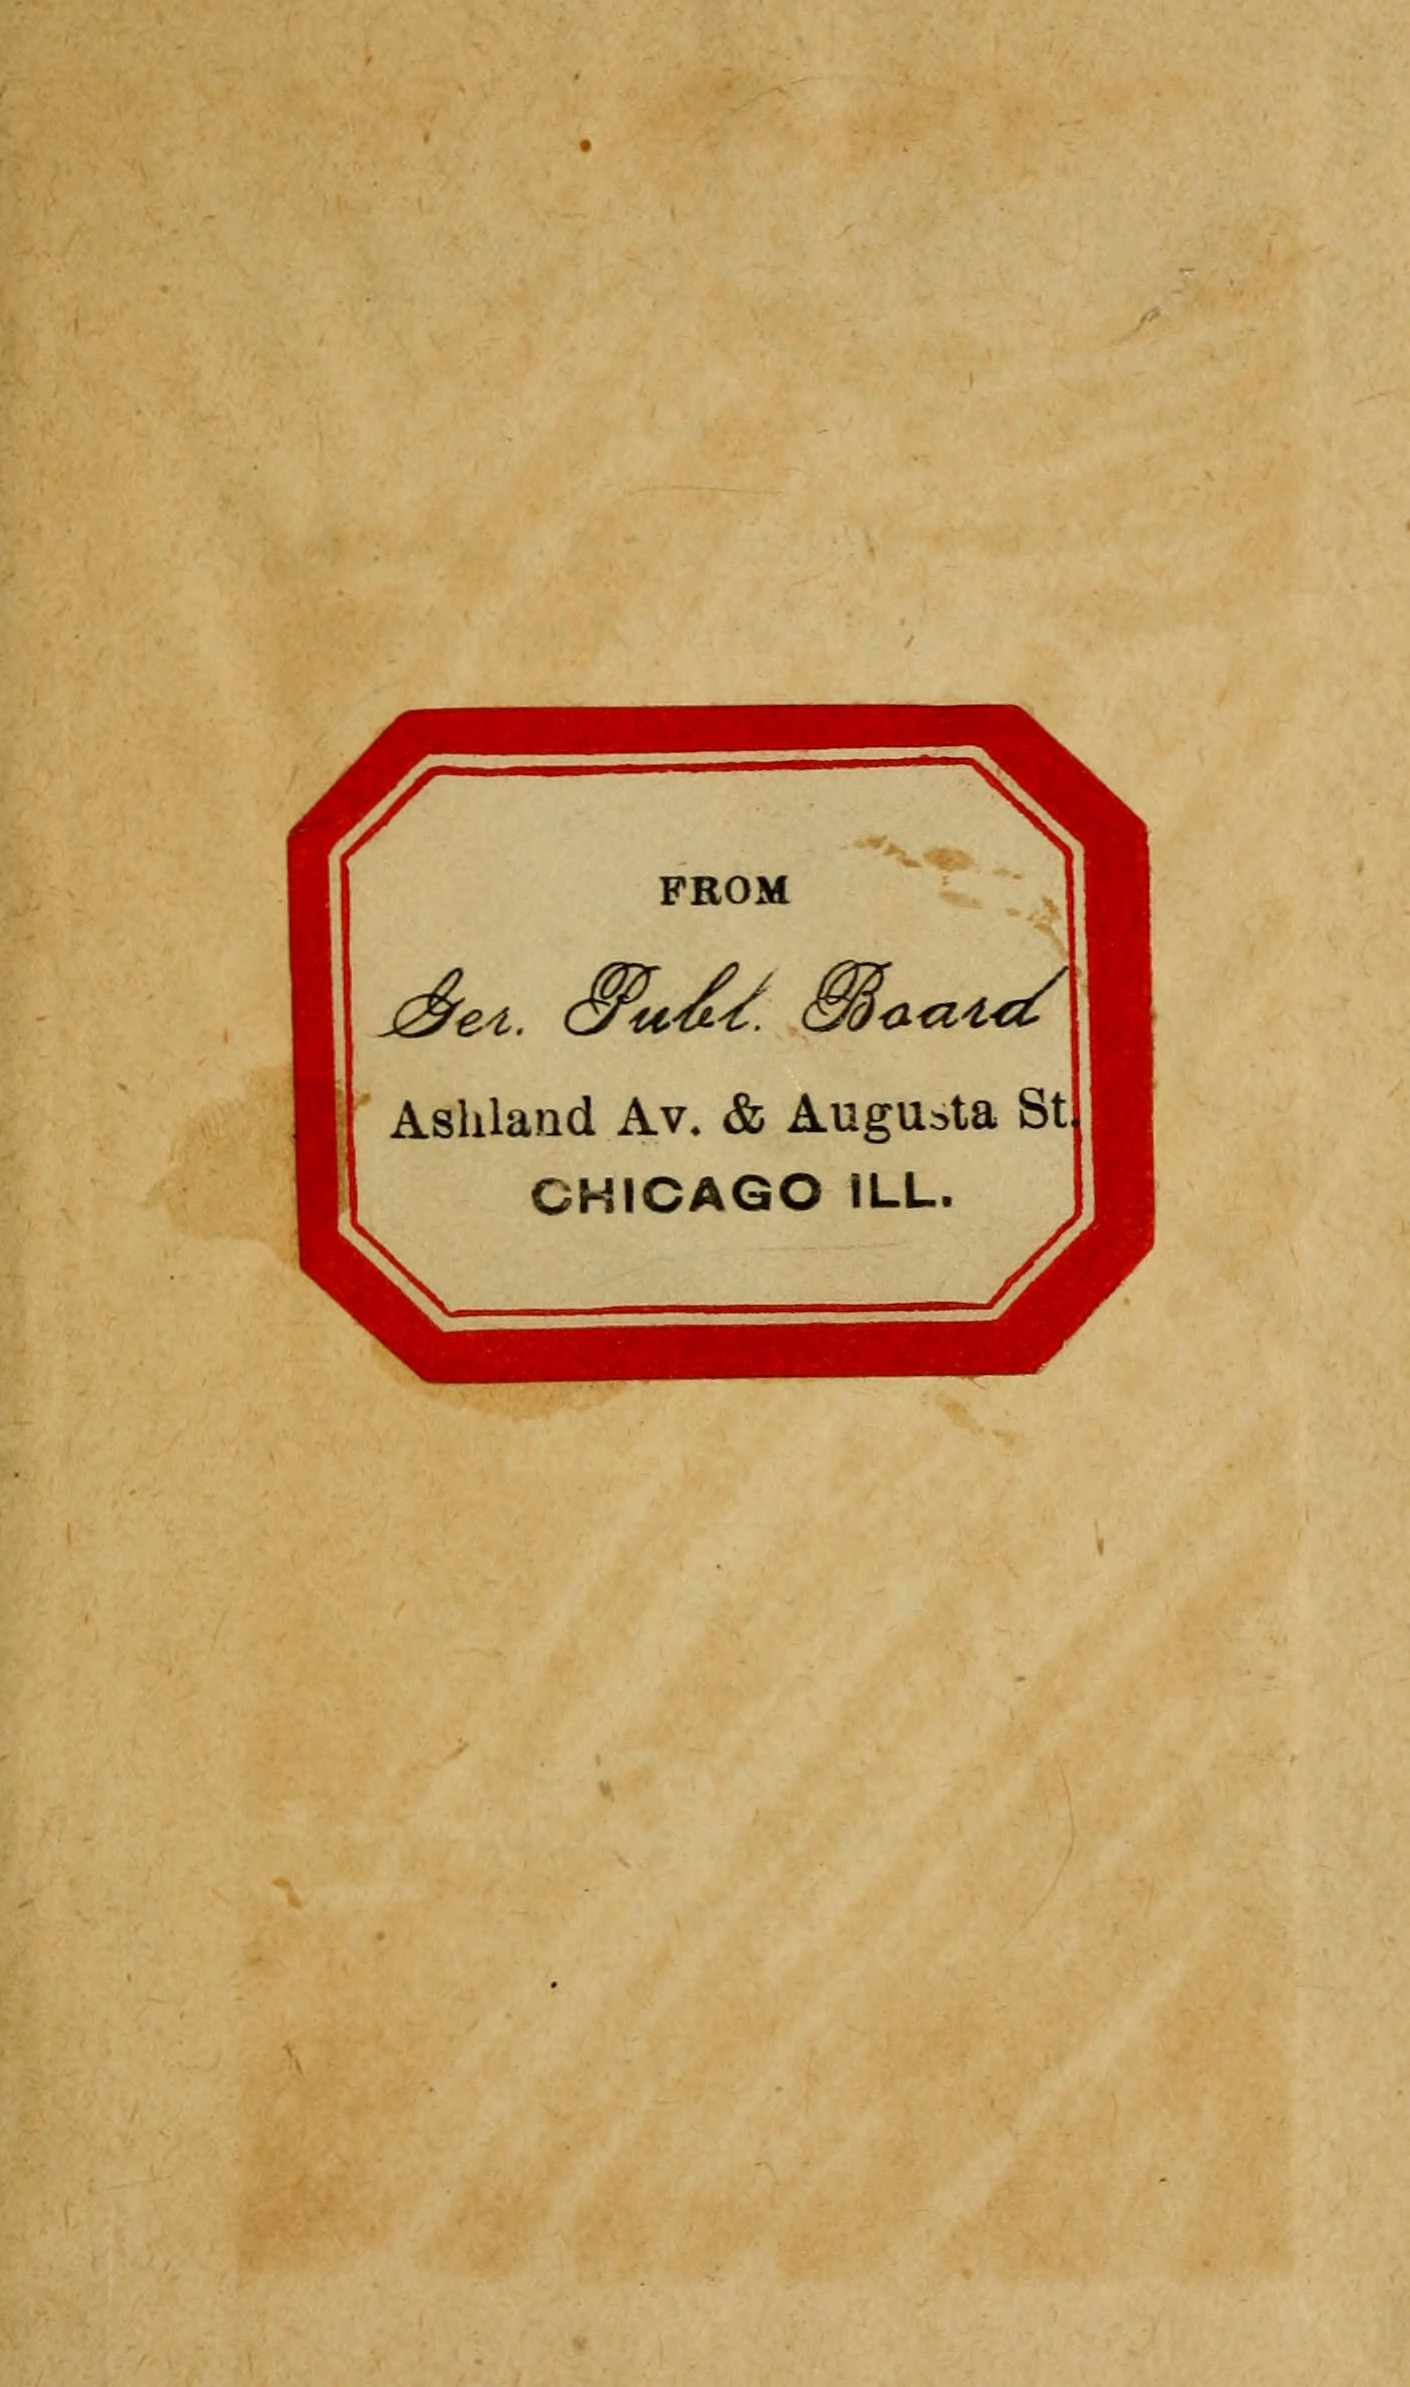 FROM
Ger. Publ. Board
Ashland Av. & Augusta St.
CHICAGO ILL.